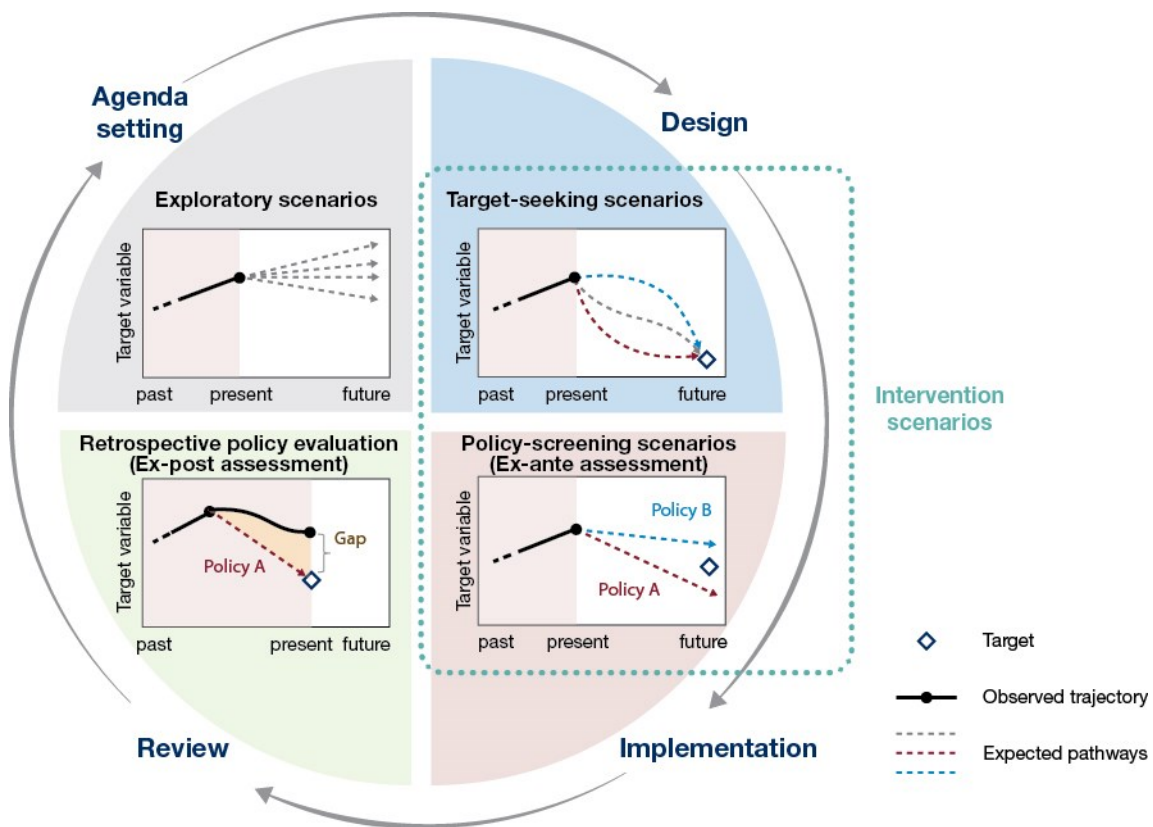 Agenda
setting
Design
Exploratory scenarios
Target variable
past present future
Target-seeking scenarios
Target variable
past present future
Intervention
scenarios
Retrospective policy evaluation
(Ex-post assessment)
Target variable
Policy A
Gap
past present future
Policy-screening scenarios
(Ex-ante assessment)
Target variable
Policy B
Policy A
past present future
Review
Implementation
Target
Observed trajectory
Expected pathways